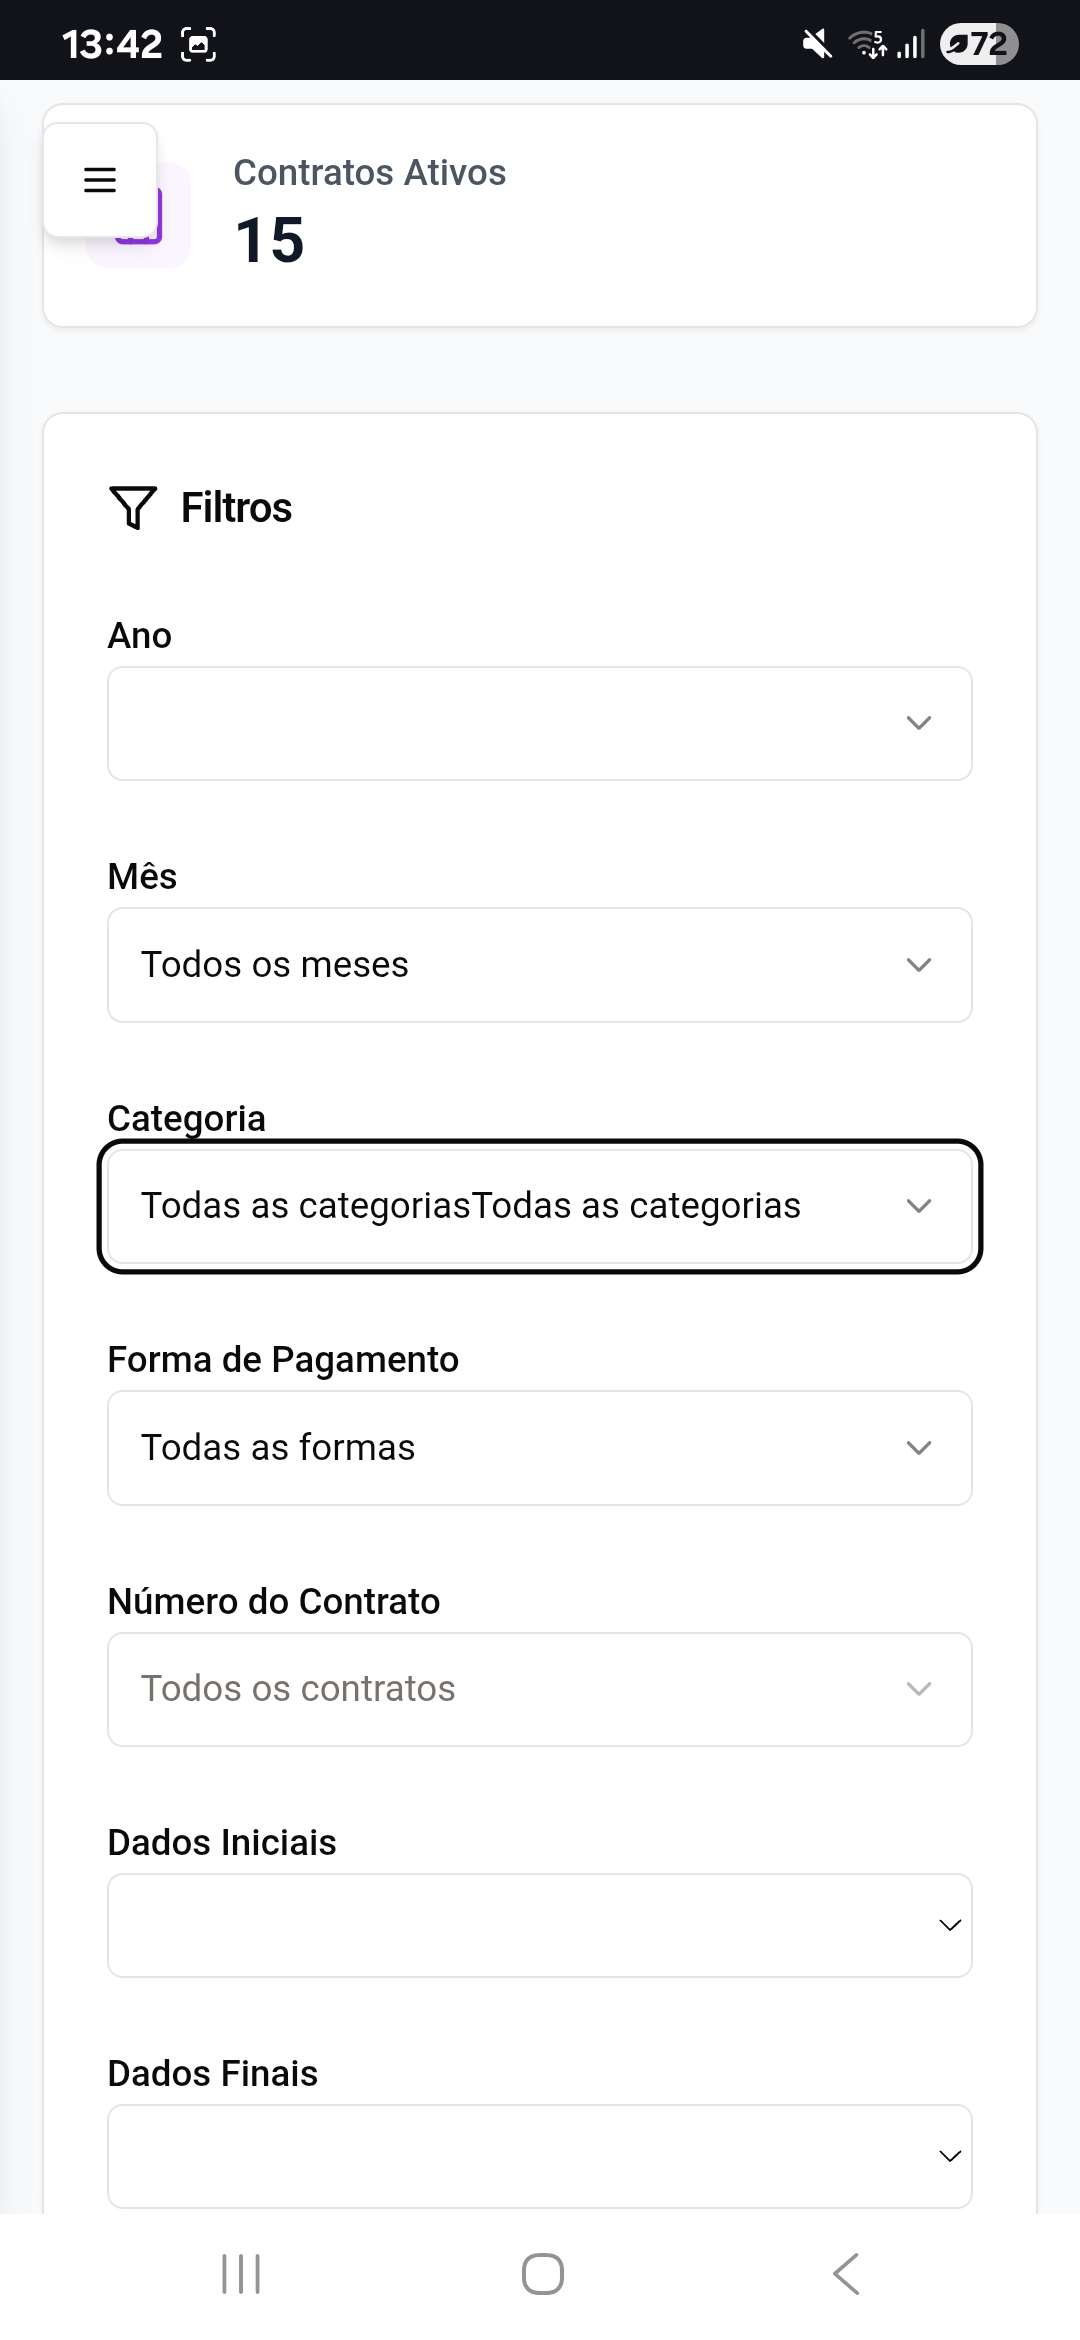 13:42
5
72
Contratos Ativos
15
Filtros
Ano
Mês
Todos os meses
Categoria
Todas as categoriasTodas as categorias
Forma de Pagamento
Todas as formas
Número do Contrato
Todos os contratos
Dados Iniciais
Dados Finais